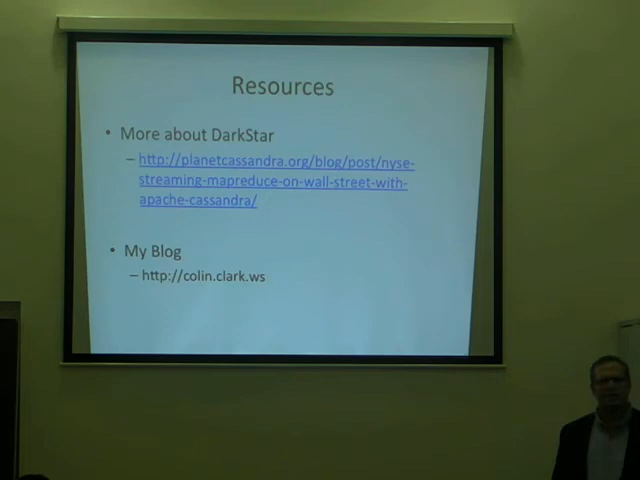 Resources
• More about DarkStar
– http://planetcassandra.org/blog/post/nyse-
streaming-mapreduce-on-wall-street-with-
apache-cassandra/
• My Blog
– http://colin.clark.ws